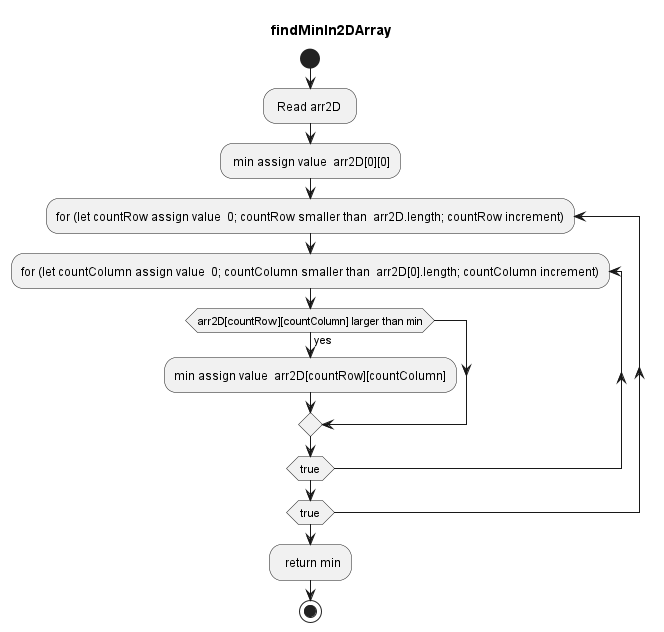 findMinIn2DArray
Read arr2D
min assign value  arr2D[0][0]
for (let countRow assign value  0; countRow smaller than  arr2D.length; countRow increment)
for (let countColumn assign value  0; countColumn smaller than  arr2D[0].length; countColumn increment)
arr2D[countRow][countColumn] larger than min
yes
min assign value  arr2D[countRow][countColumn]
true
true
return min